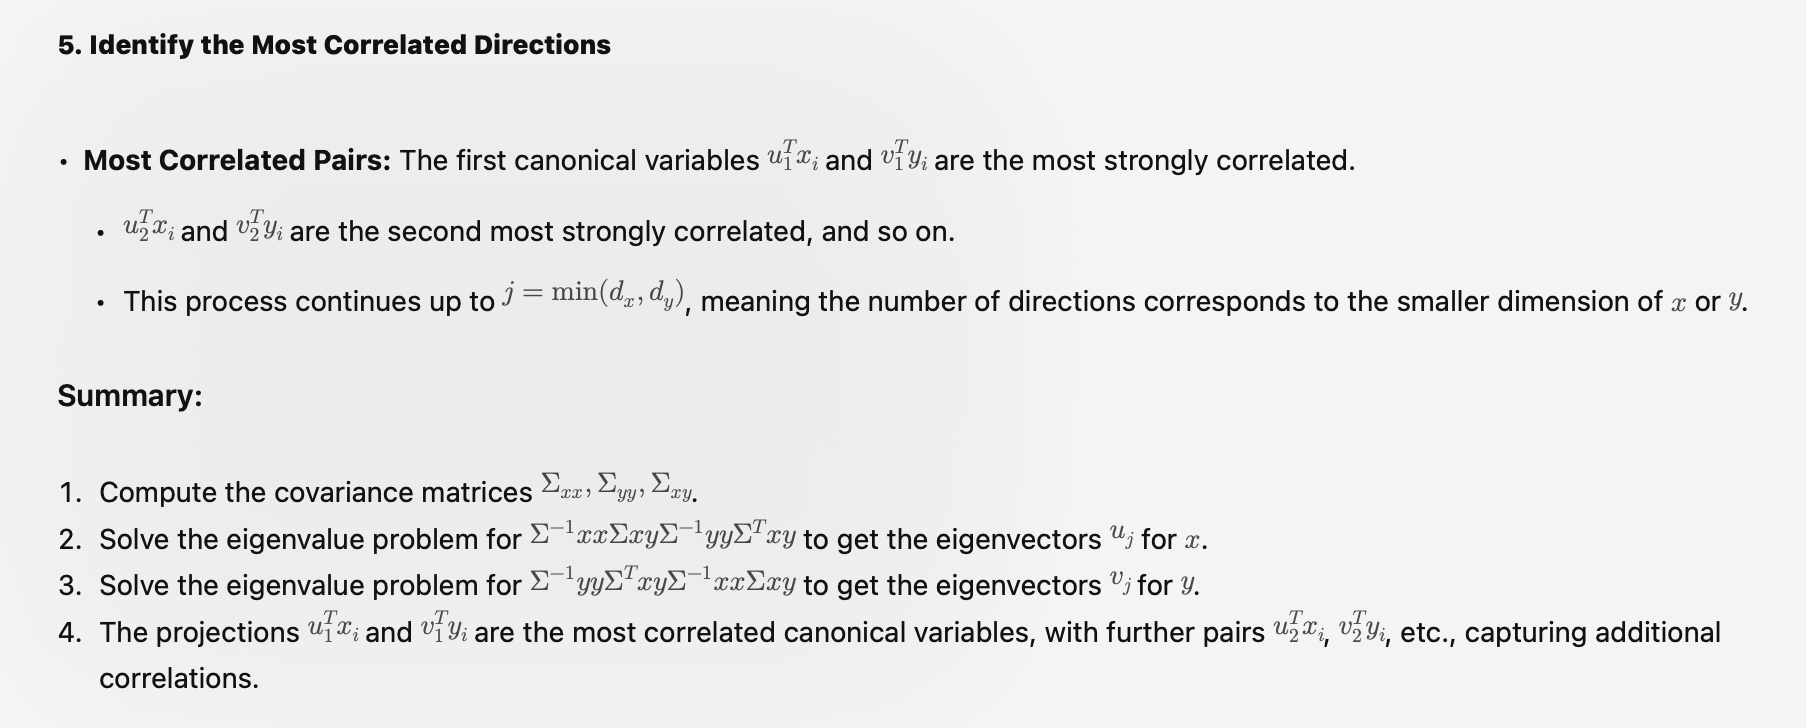 5. Identify the Most Correlated Directions
• Most Correlated Pairs: The first canonical variables $u_1^T x_i$ and $v_1^T y_i$ are the most strongly correlated.
• $u_2^T x_i$ and $v_2^T y_i$ are the second most strongly correlated, and so on.
• This process continues up to $j = \min(d_x, d_y)$, meaning the number of directions corresponds to the smaller dimension of $x$ or $y$.
Summary:
1. Compute the covariance matrices $\Sigma_{xx}, \Sigma_{yy}, \Sigma_{xy}$.
2. Solve the eigenvalue problem for $\Sigma^{-1}xx\Sigma xy\Sigma^{-1}yy\Sigma^T xy$ to get the eigenvectors $u_j$ for $x$.
3. Solve the eigenvalue problem for $\Sigma^{-1}yy\Sigma^T xy\Sigma^{-1}xx\Sigma xy$ to get the eigenvectors $v_j$ for $y$.
4. The projections $u_1^T x_i$ and $v_1^T y_i$ are the most correlated canonical variables, with further pairs $u_2^T x_i$, $v_2^T y_i$, etc., capturing additional
correlations.